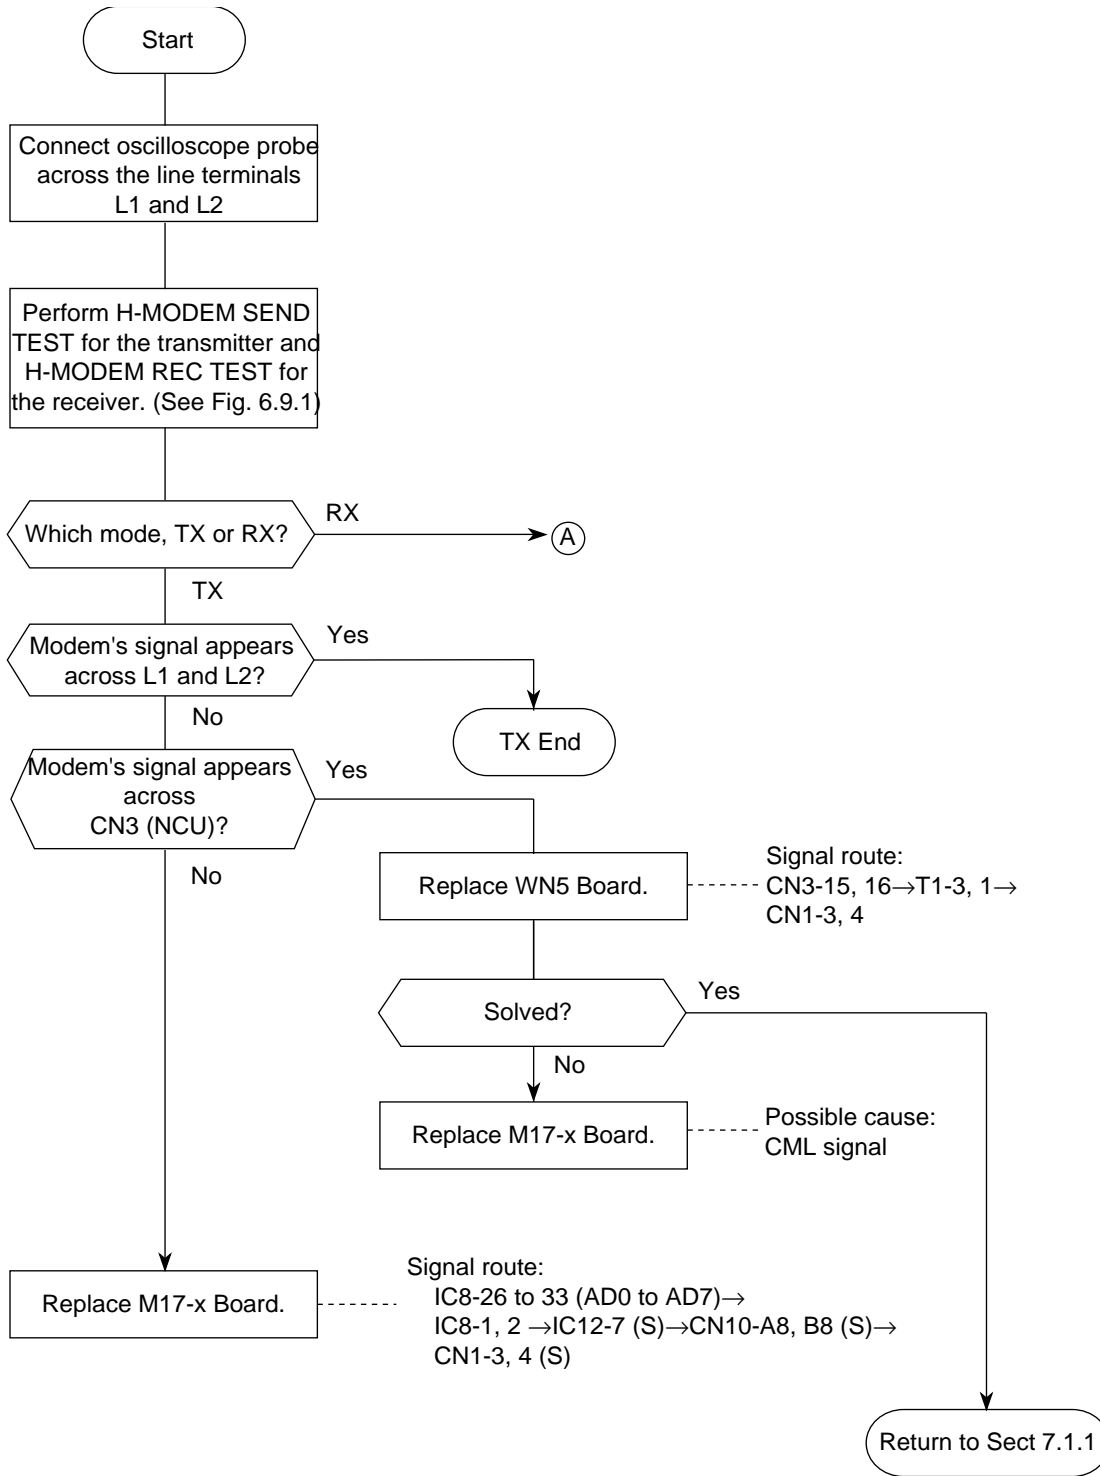 Start
Connect oscilloscope probe
across the line terminals
L1 and L2
Perform H-MODEM SEND
TEST for the transmitter and
H-MODEM REC TEST for
the receiver. (See Fig. 6.9.1)
Which mode, TX or RX?
RX
A
TX
Modem's signal appears
across L1 and L2?
Yes
TX End
No
Modem's signal appears
across
CN3 (NCU)?
Yes
No
Replace WN5 Board.
Signal route:
CN3-15, 16→T1-3, 1→
CN1-3, 4
Solved?
Yes
No
Replace M17-x Board.
Possible cause:
CML signal
Replace M17-x Board.
Signal route:
IC8-26 to 33 (AD0 to AD7)→
IC8-1, 2 →IC12-7 (S)→CN10-A8, B8 (S)→
CN1-3, 4 (S)
Return to Sect 7.1.1